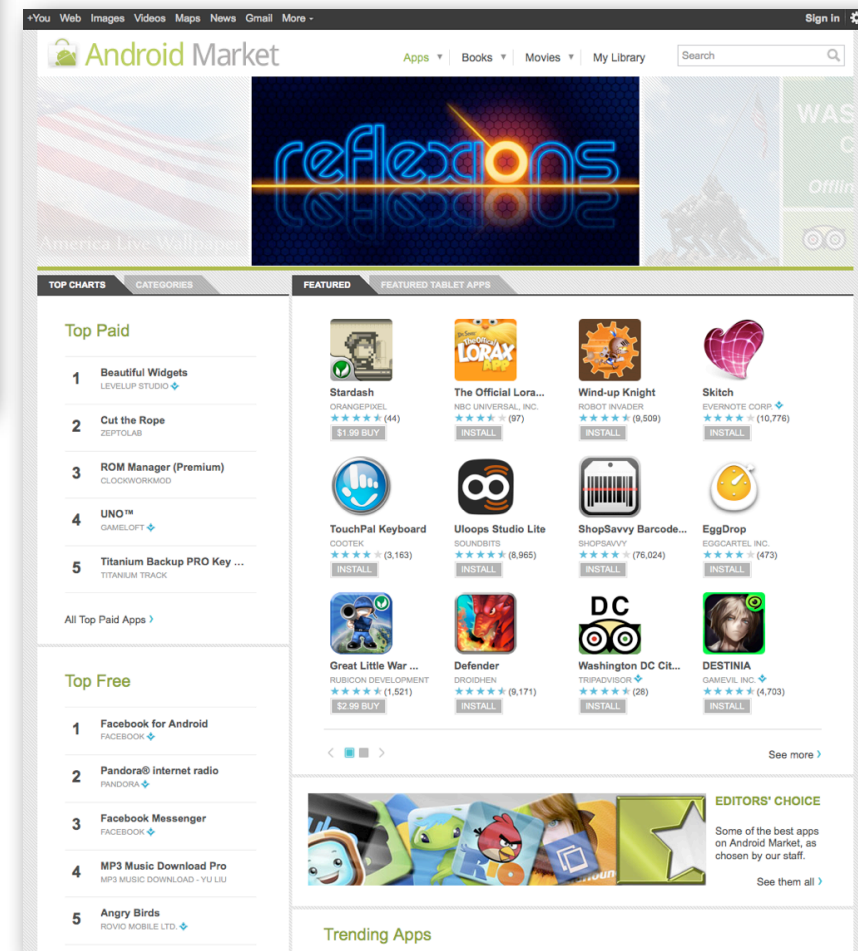 +You Web Images Videos Maps News Gmail More
Sign in
Android Market
Apps Books Movies My Library Search
America Live Wallpaper
reflexions
WAS
C
Offlin
TOP CHARTS CATEGORIES
Top Paid
1 Beautiful Widgets
LEVELUP STUDIO
2 Cut the Rope
ZEPTOLAB
3 ROM Manager (Premium)
CLOCKWORKMOD
4 UNO™
GAMELOFT
5 Titanium Backup PRO Key ...
TITANIUM TRACK
All Top Paid Apps ›
Top Free
1 Facebook for Android
FACEBOOK
2 Pandora® internet radio
PANDORA
3 Facebook Messenger
FACEBOOK
4 MP3 Music Download Pro
MP3 MUSIC DOWNLOAD - YU LIU
5 Angry Birds
ROVIO MOBILE LTD.
FEATURED FEATURED TABLET APPS
Dr. Seuss'
The Official
LORAX
APP
Stardash The Official Lora... Wind-up Knight Skitch
ORANGEPIXEL NBC UNIVERSAL, INC. ROBOT INVADER EVERNOTE CORP.
(44) (97) (9,509) (10,776)
$1.99 BUY INSTALL INSTALL INSTALL
TouchPal Keyboard Uloops Studio Lite ShopSavvy Barcode... EggDrop
COOTEK SOUNDBITS SHOPSAVVY EGGCARTEL INC.
(3,163) (8,965) (76,024) (473)
INSTALL INSTALL INSTALL INSTALL
DC
Great Little War ... Defender Washington DC Cit... DESTINIA
RUBICON DEVELOPMENT DROIDHEN TRIPADVISOR GAMEVIL INC.
(1,521) (9,171) (28) (4,703)
$2.99 BUY INSTALL INSTALL INSTALL
See more ›
RIO
EDITORS' CHOICE
Some of the best apps
on Android Market, as
chosen by our staff.
See them all ›
Trending Apps